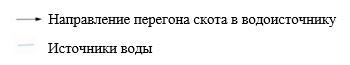 Направление перегона скота в водоисточнику
Источники воды